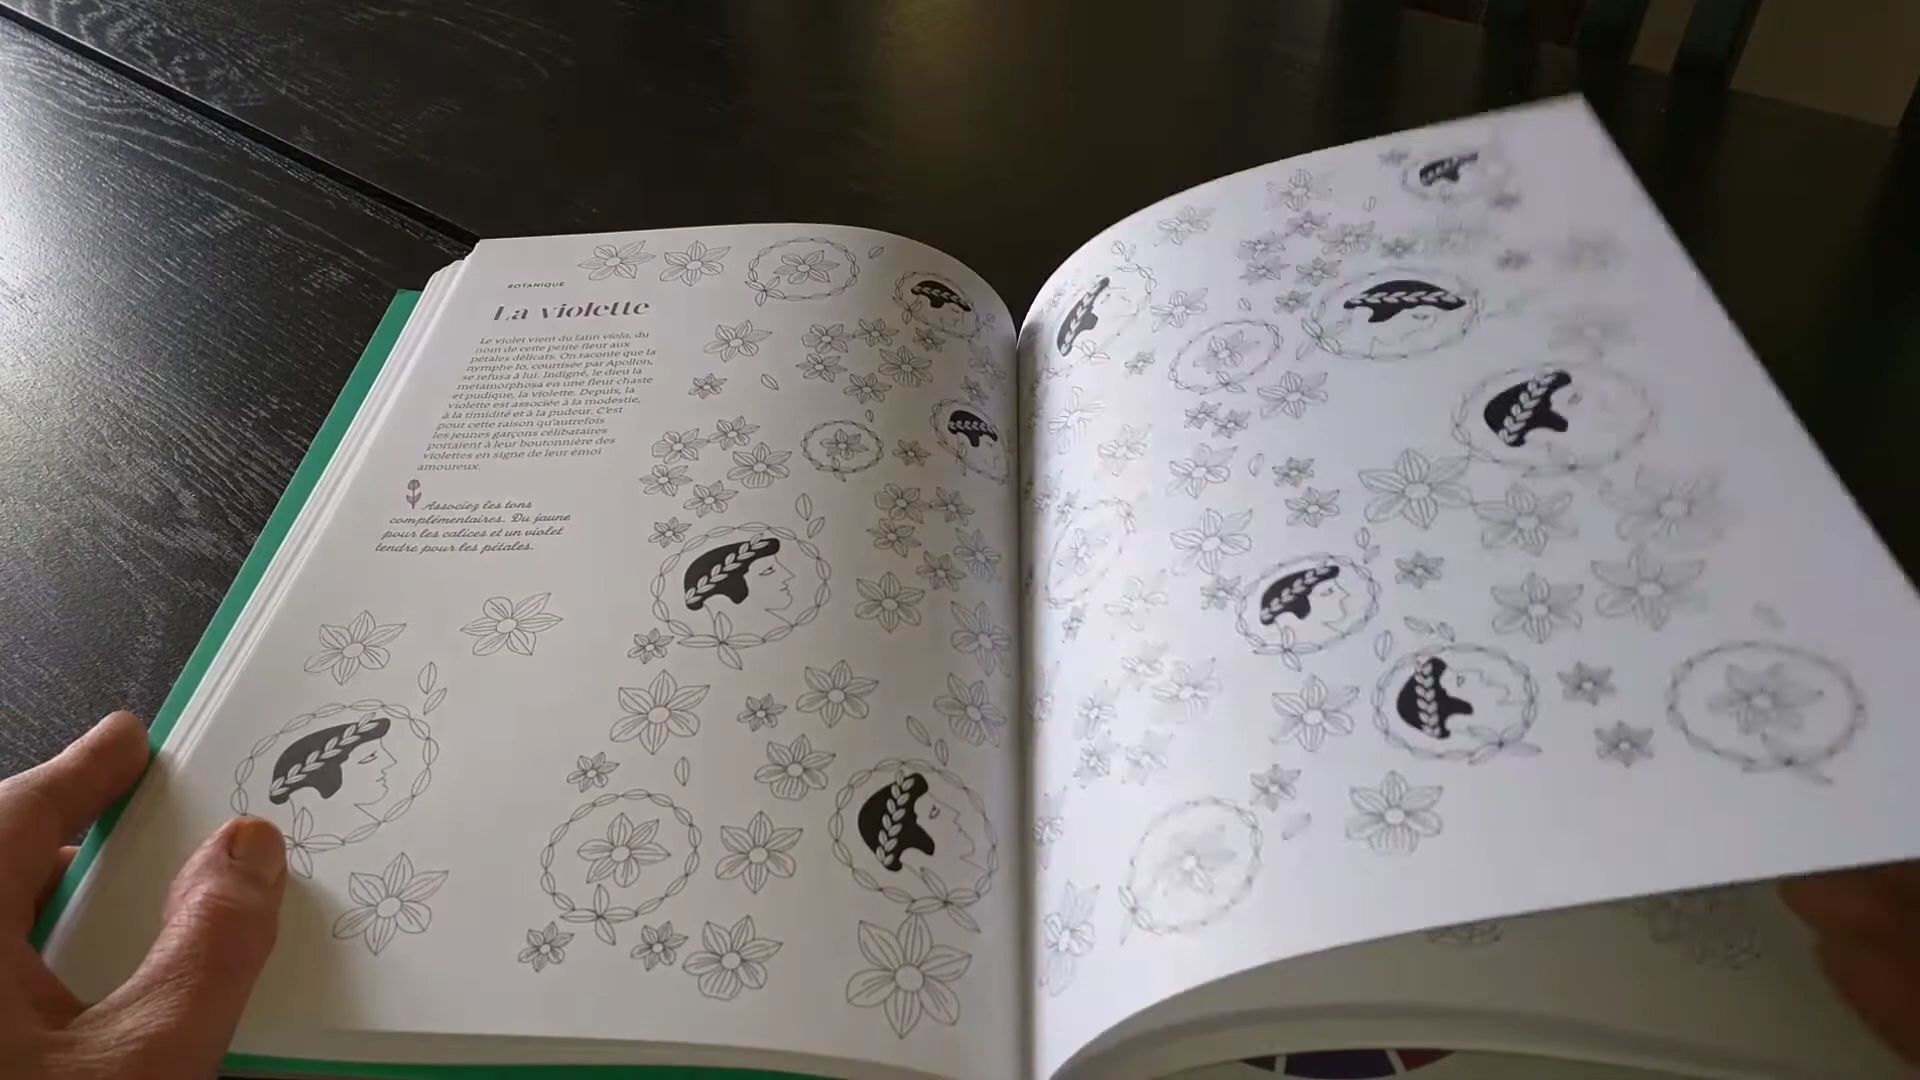 BOTANIQUE
La violette
Le violet vient du latin viola, du
nom de cette petite fleur aux
pétales délicats. On raconte que la
nymphe Io, courtisée par Apollon,
se refusa à lui. Indigné, le dieu la
métamorphosa en une fleur chaste
et pudique, la violette. Depuis, la
violette est associée à la modestie,
à la timidité et à la pudeur. C'est
pour cette raison qu'autrefois
les jeunes garçons célibataires
portaient à leur boutonnière des
violettes en signe de leur émoi
amoureux.
Associez les tons
complémentaires. Du jaune
pour les calices et un violet
tendre pour les pétales.